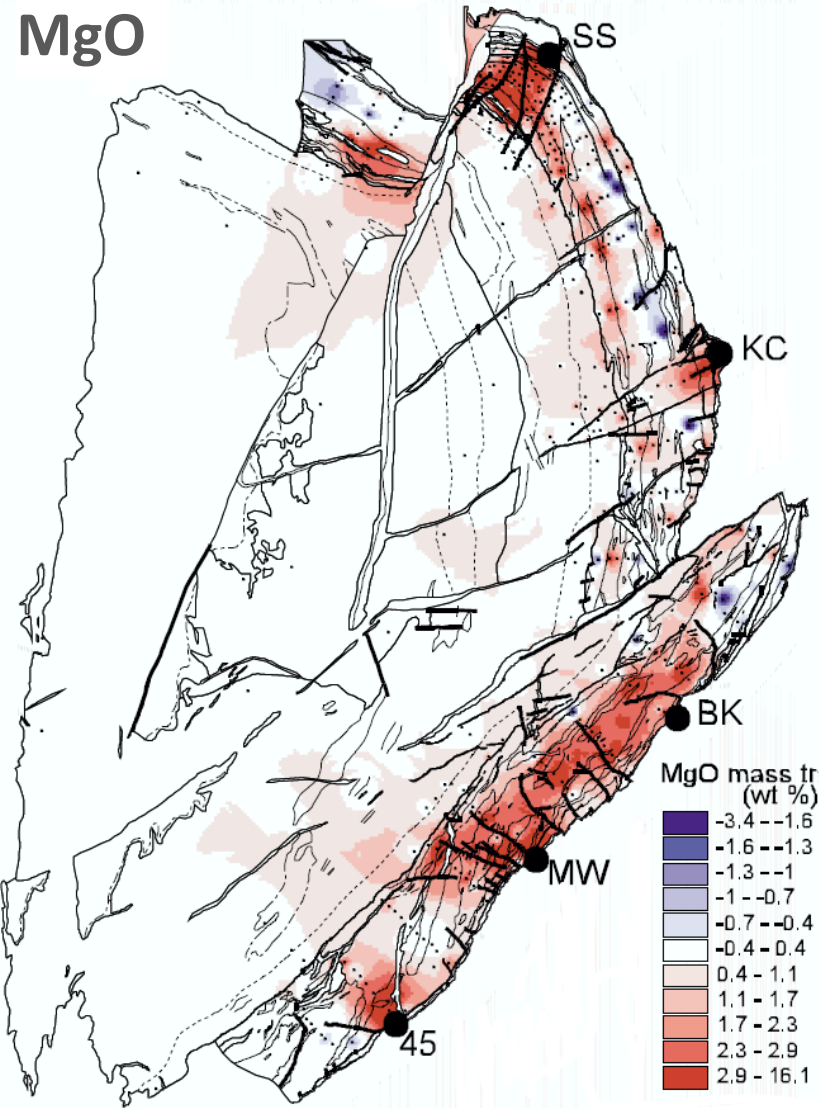 MgO
SS
KC
BK
MgO mass tr
(wt %)
-3.4 --1.6
-1.6 --1.3
-1.3 --1
-1 --0.7
-0.7 --0.4
-0.4 - 0.4
0.4 - 1.1
1.1 - 1.7
1.7 - 2.3
2.3 - 2.9
2.9 - 16.1
MW
45